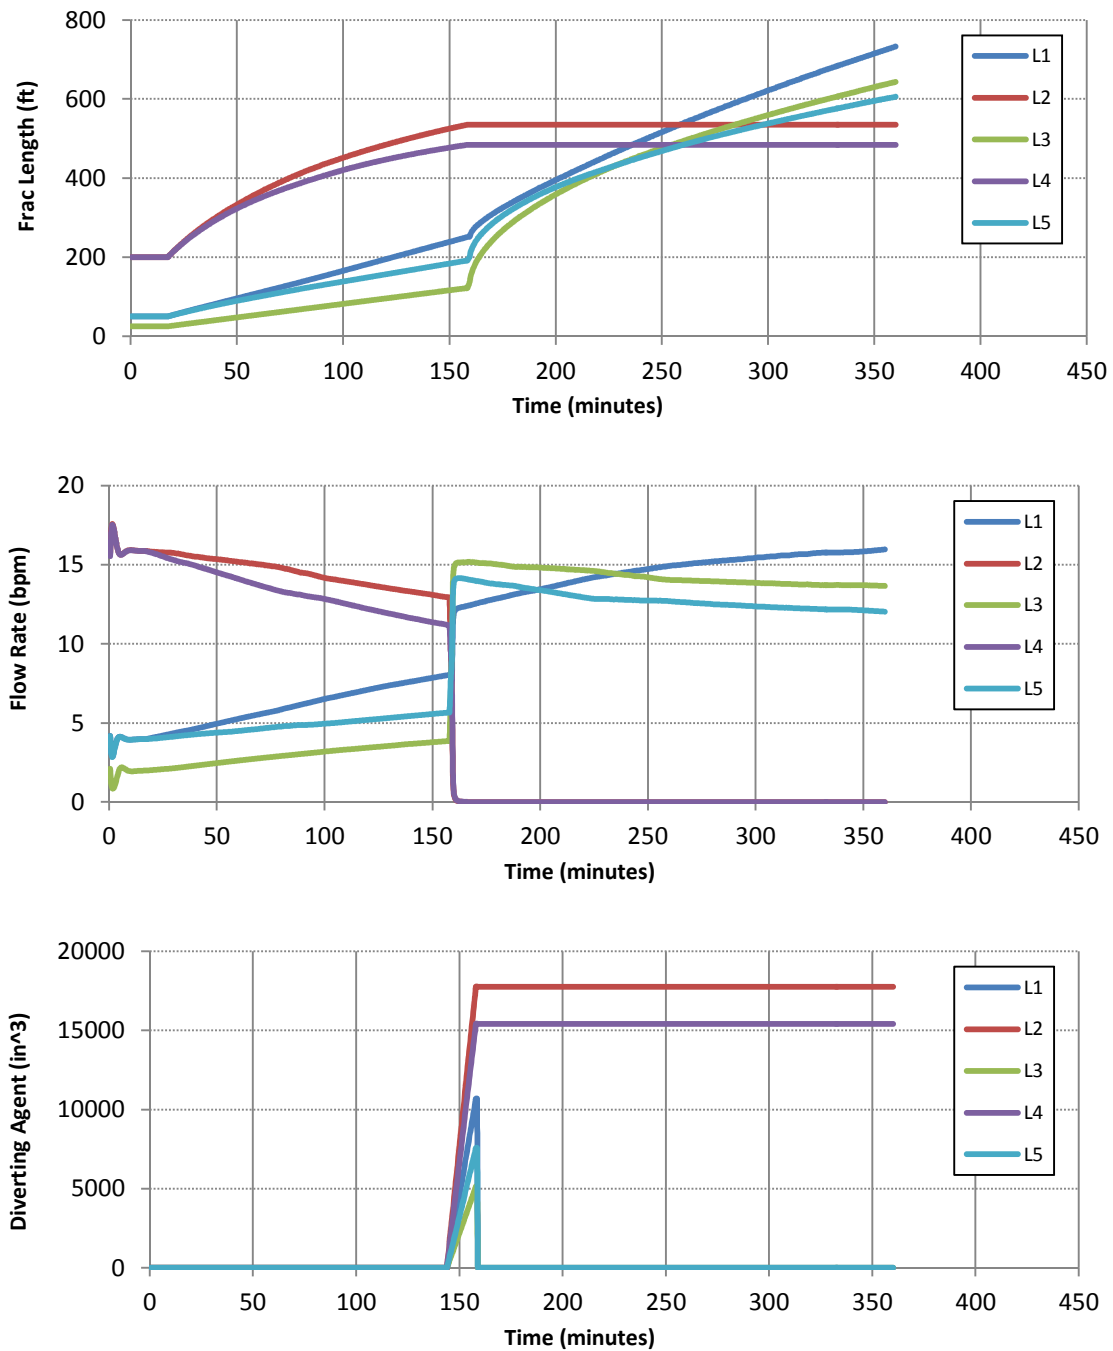 800
600
400
200
0
Frac Length (ft)
0 50 100 150 200 250 300 350 400 450
Time (minutes)
L1
L2
L3
L4
L5
20
15
10
5
0
Flow Rate (bpm)
0 50 100 150 200 250 300 350 400 450
Time (minutes)
L1
L2
L3
L4
L5
20000
15000
10000
5000
0
Diverting Agent (in^3)
0 50 100 150 200 250 300 350 400 450
Time (minutes)
L1
L2
L3
L4
L5